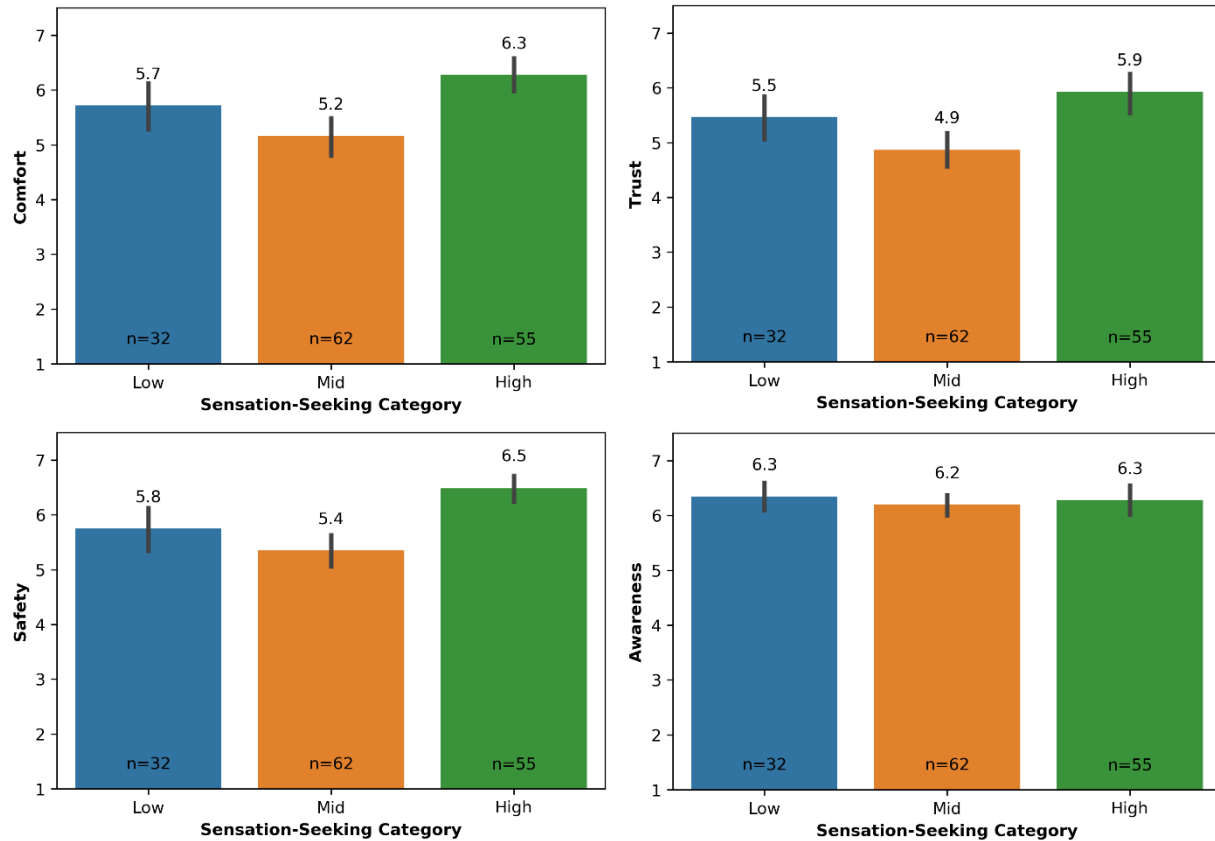 7
6
5
4
3
2
1
Comfort
5.7
5.2
6.3
n=32
n=62
n=55
Low
Mid
High
Sensation-Seeking Category
7
6
5
4
3
2
1
Trust
5.5
4.9
5.9
n=32
n=62
n=55
Low
Mid
High
Sensation-Seeking Category
7
6
5
4
3
2
1
Safety
5.8
5.4
6.5
n=32
n=62
n=55
Low
Mid
High
Sensation-Seeking Category
7
6
5
4
3
2
1
Awareness
6.3
6.2
6.3
n=32
n=62
n=55
Low
Mid
High
Sensation-Seeking Category